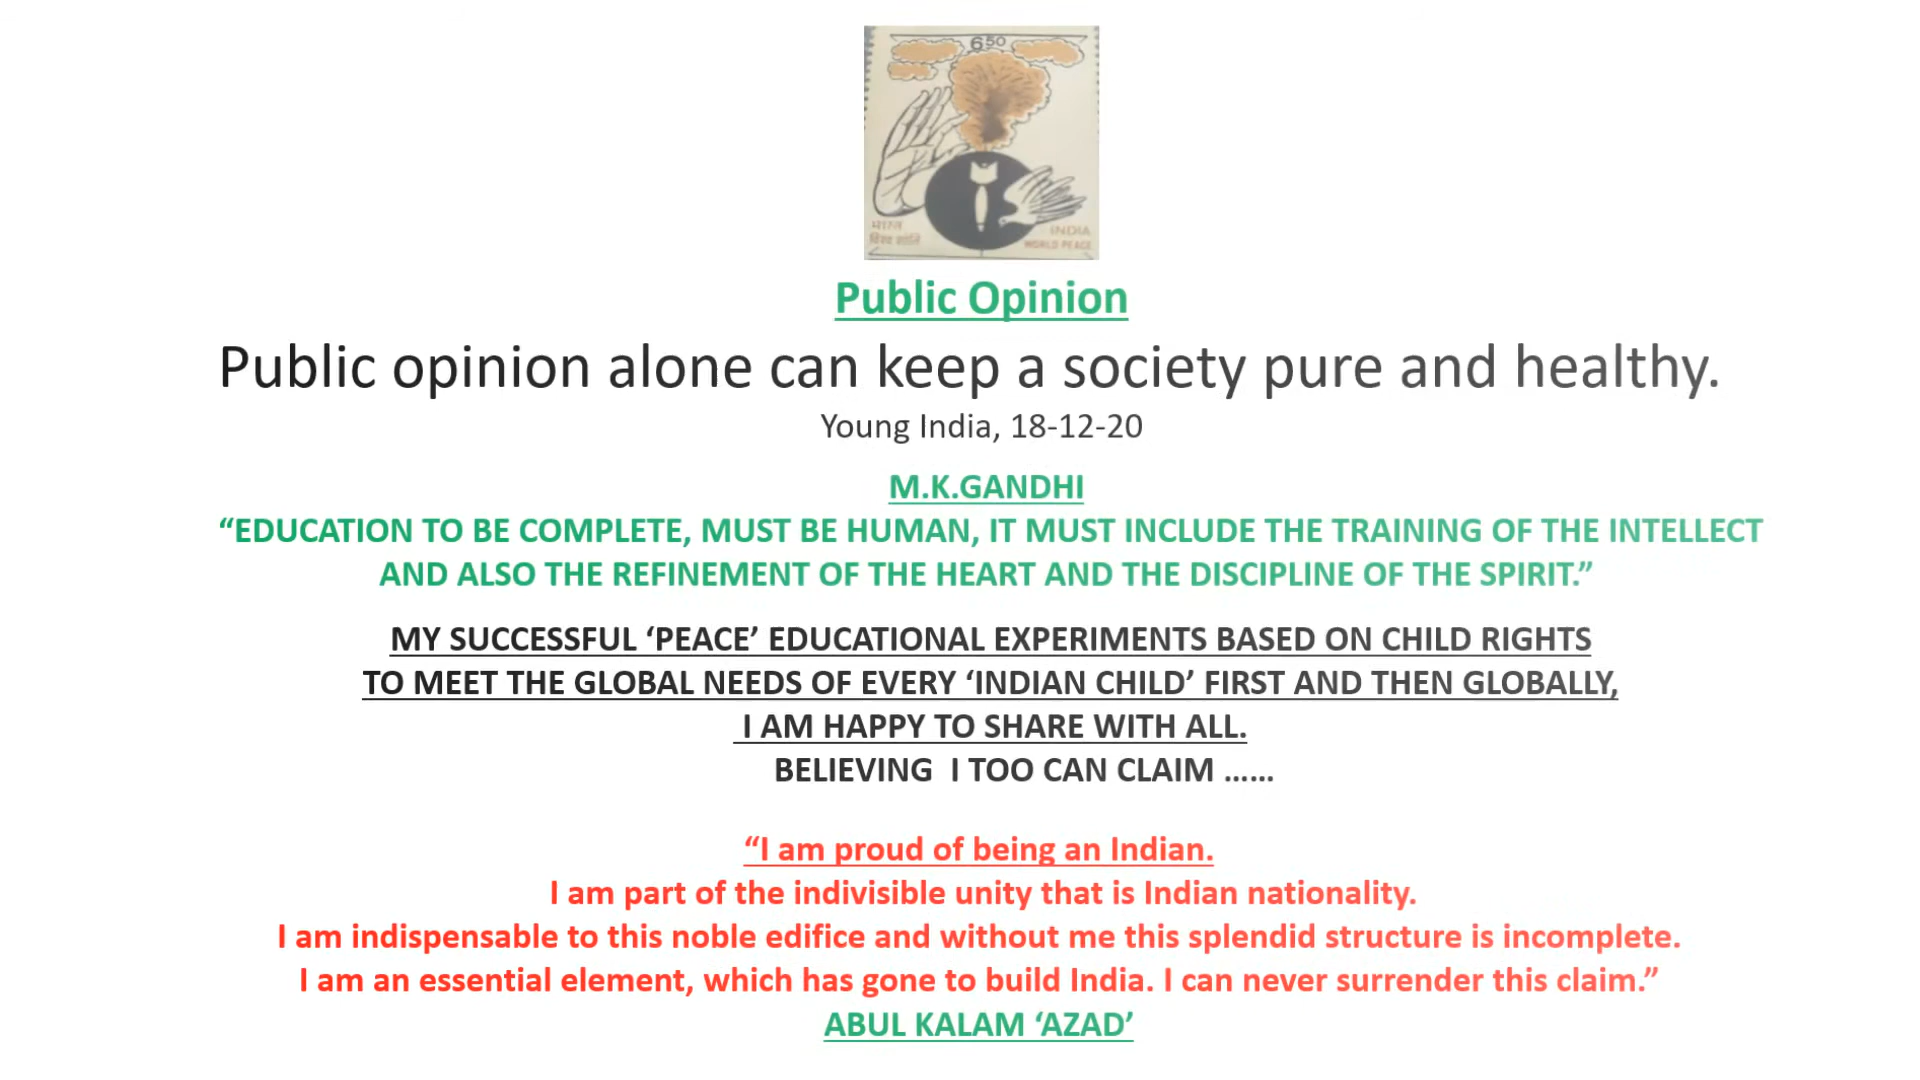 650
भारत
विश्व शांति
INDIA
WORLD PEACE
Public Opinion
Public opinion alone can keep a society pure and healthy.
Young India, 18-12-20
M.K.GANDHI
“EDUCATION TO BE COMPLETE, MUST BE HUMAN, IT MUST INCLUDE THE TRAINING OF THE INTELLECT
AND ALSO THE REFINEMENT OF THE HEART AND THE DISCIPLINE OF THE SPIRIT.”
MY SUCCESSFUL ‘PEACE’ EDUCATIONAL EXPERIMENTS BASED ON CHILD RIGHTS
TO MEET THE GLOBAL NEEDS OF EVERY ‘INDIAN CHILD’ FIRST AND THEN GLOBALLY,
I AM HAPPY TO SHARE WITH ALL.
BELIEVING I TOO CAN CLAIM ......
“I am proud of being an Indian.
I am part of the indivisible unity that is Indian nationality.
I am indispensable to this noble edifice and without me this splendid structure is incomplete.
I am an essential element, which has gone to build India. I can never surrender this claim.”
ABUL KALAM ‘AZAD’